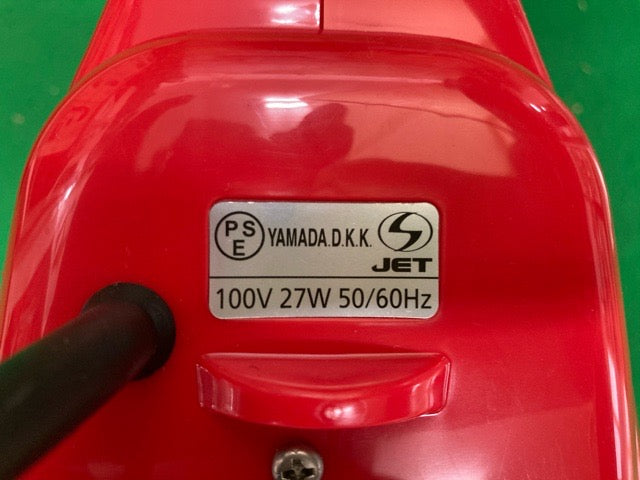 PSE YAMADA.D.K.K.
JET
100V 27W 50/60Hz